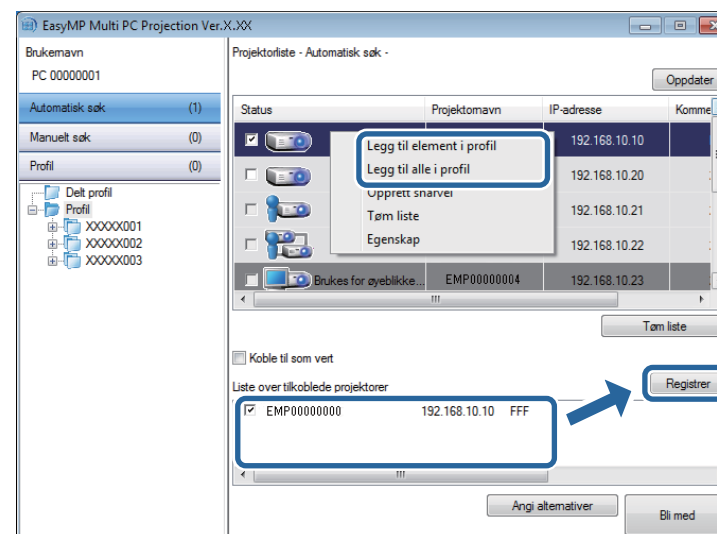 EasyMP Multi PC Projection Ver.X.XX
Brukernavn
PC 00000001
Automatisk søk (1)
Manuelt søk (0)
Profil (0)
Delt profil
Profil
XXXXX001
XXXXX002
XXXXX003
Projektorliste - Automatisk søk -
Oppdater
Status Projektornavn IP-adresse Komme
192.168.10.10
192.168.10.20
192.168.10.21
192.168.10.22
Brukes for øyeblikke... EMP00000004 192.168.10.23
Legg til element i profil
Legg til alle i profil
Opprett snarvei
Tøm liste
Egenskap
Tøm liste
Koble til som vert
Liste over tilkoblede projektorer
Registrer
EMP00000000 192.168.10.10 FFF
Angi alternativer
Bli med